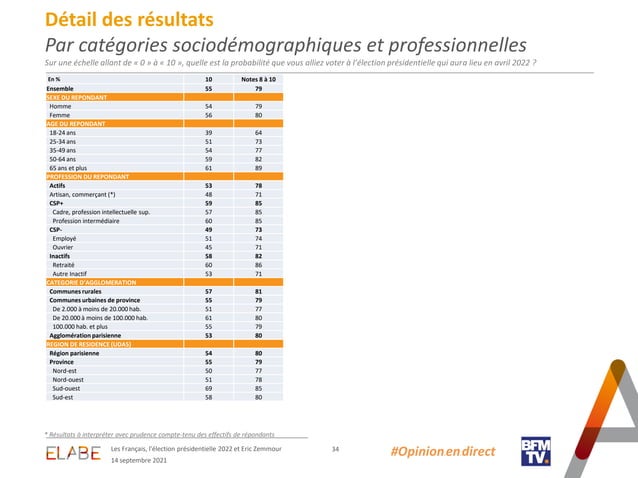 Détail des résultats
Par catégories sociodémographiques et professionnelles
Sur une échelle allant de « 0 » à « 10 », quelle est la probabilité que vous alliez voter à l'élection présidentielle qui aura lieu en avril 2022 ?
En % 10 Notes 8 à 10
Ensemble 55 79
SEXE DU REPONDANT
Homme 54 79
Femme 56 80
AGE DU REPONDANT
18-24 ans 39 64
25-34 ans 51 73
35-49 ans 54 77
50-64 ans 59 82
65 ans et plus 61 89
PROFESSION DU REPONDANT
Actifs 53 78
Artisan, commerçant (*) 48 71
CSP+ 59 85
Cadre, profession intellectuelle sup. 57 85
Profession intermédiaire 60 85
CSP- 49 73
Employé 51 74
Ouvrier 45 71
Inactifs 58 82
Retraité 60 86
Autre Inactif 53 71
CATEGORIE D'AGGLOMERATION
Communes rurales 57 81
Communes urbaines de province 55 79
De 2.000 à moins de 20.000 hab. 51 77
De 20.000 à moins de 100.000 hab. 61 80
100.000 hab. et plus 55 79
Agglomération parisienne 53 80
REGION DE RESIDENCE (UDA5)
Région parisienne 54 80
Province 55 79
Nord-est 50 77
Nord-ouest 51 78
Sud-ouest 69 85
Sud-est 58 80
* Résultats à interpréter avec prudence compte-tenu des effectifs de répondants
ELABE
Les Français, l'élection présidentielle 2022 et Eric Zemmour
14 septembre 2021
34
#Opinion en direct
BFM
TV.